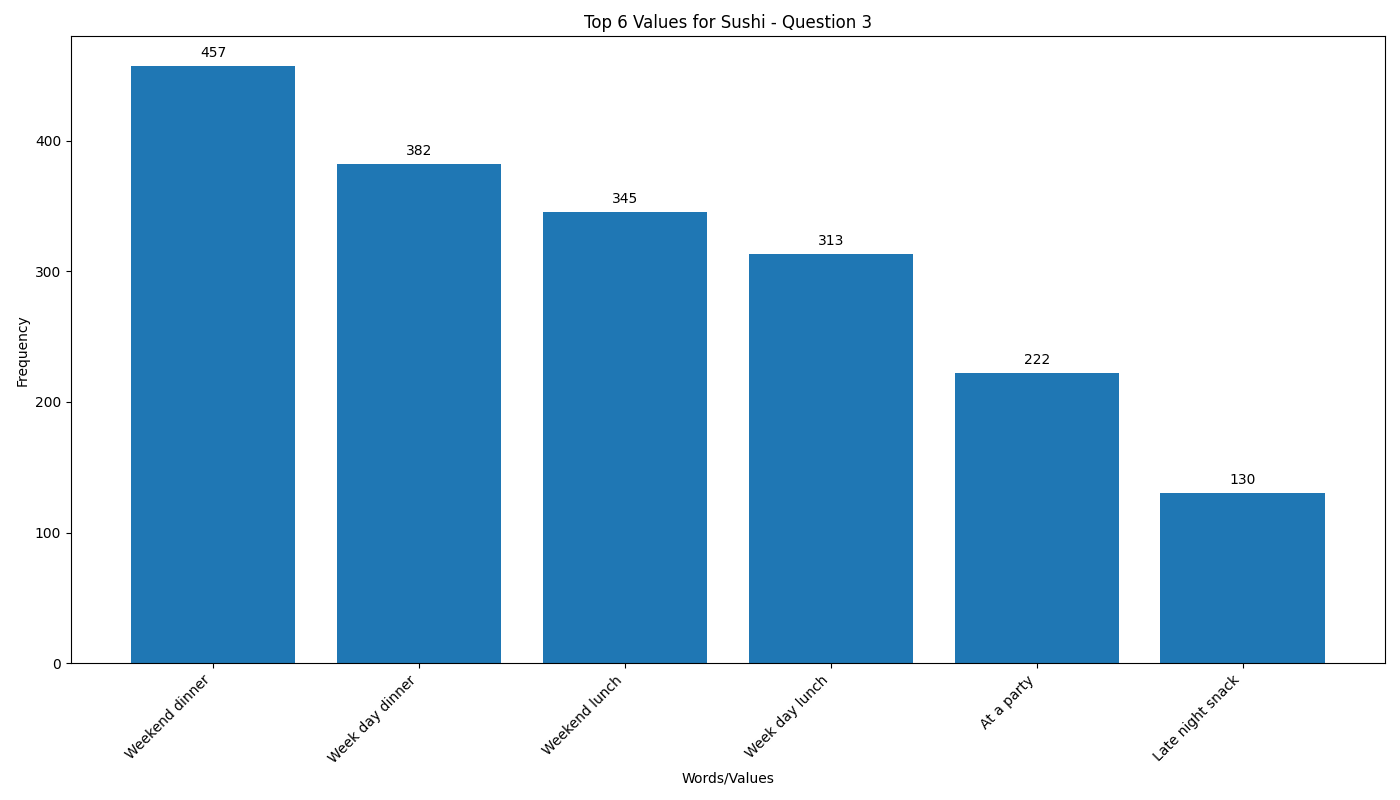 Top 6 Values for Sushi - Question 3
457
382
345
313
222
130
400
300
200
100
0
Frequency
Weekend dinner
Week day dinner
Weekend lunch
Week day lunch
At a party
Late night snack
Words/Values